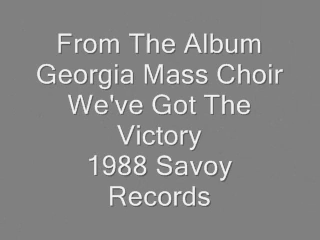 From The Album
Georgia Mass Choir
We've Got The
Victory
1988 Savoy
Records